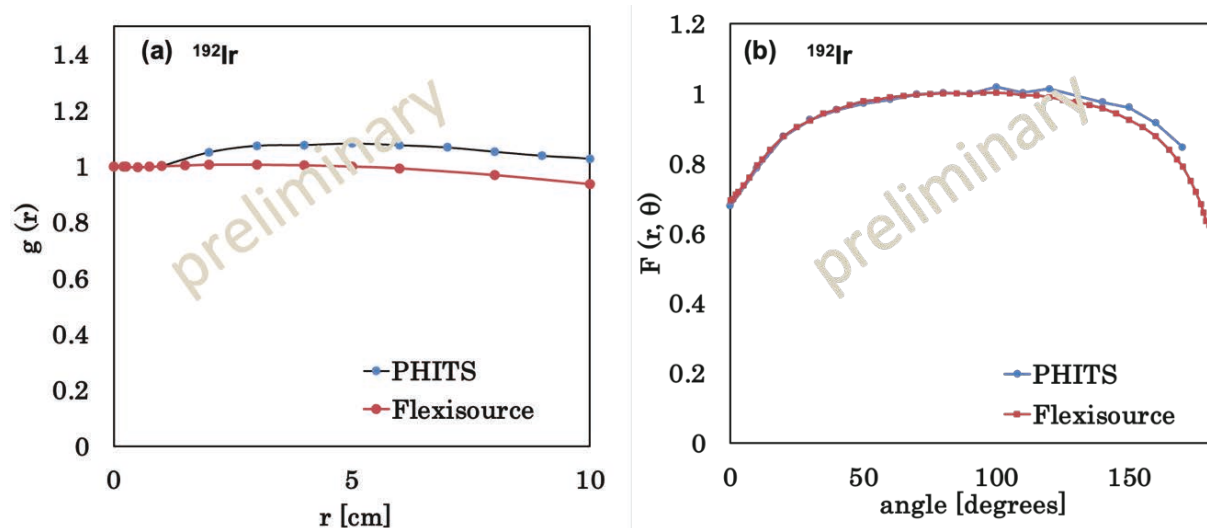 (a) ¹⁹²Ir
1.4
1.2
1
0.8
0.6
0.4
0.2
0
g (r)
preliminary
PHITS
Flexisource
0 5 10
r [cm]
(b) ¹⁹²Ir
1.2
1
0.8
0.6
0.4
0.2
0
F (r, θ)
preliminary
PHITS
Flexisource
0 50 100 150
angle [degrees]